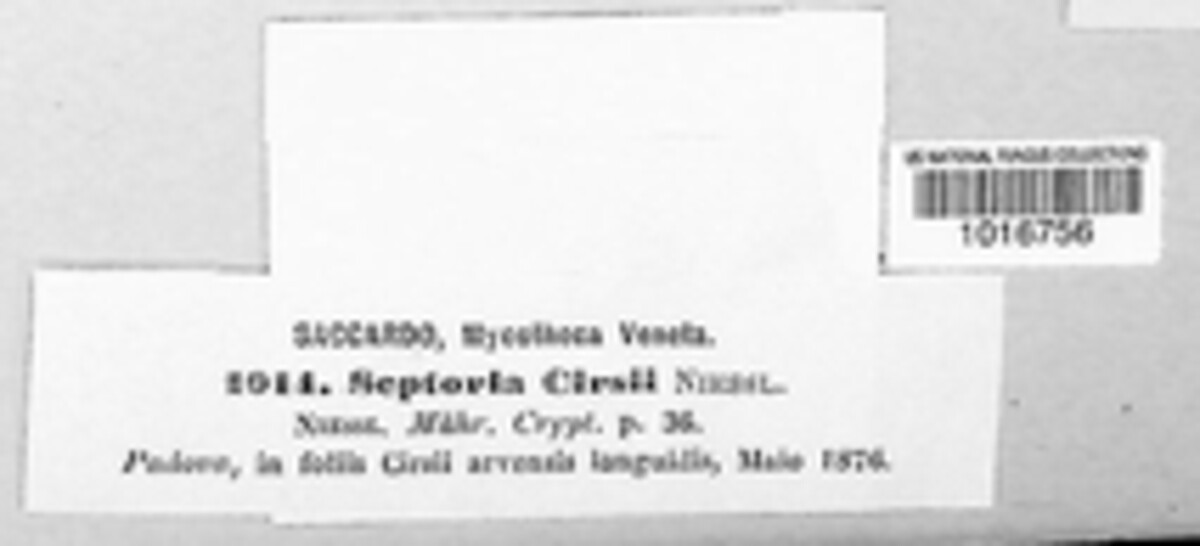 US NATIONAL FUNGUS COLLECTIONS
1016756
SACCARDO, Mycotheca Veneta.
Septoria Cirsii NIESSL.
NIESSL. Mähr. Crypt. p. 36.
Padova, in foliis Cirsii arvensis languidis, Maio 1876.